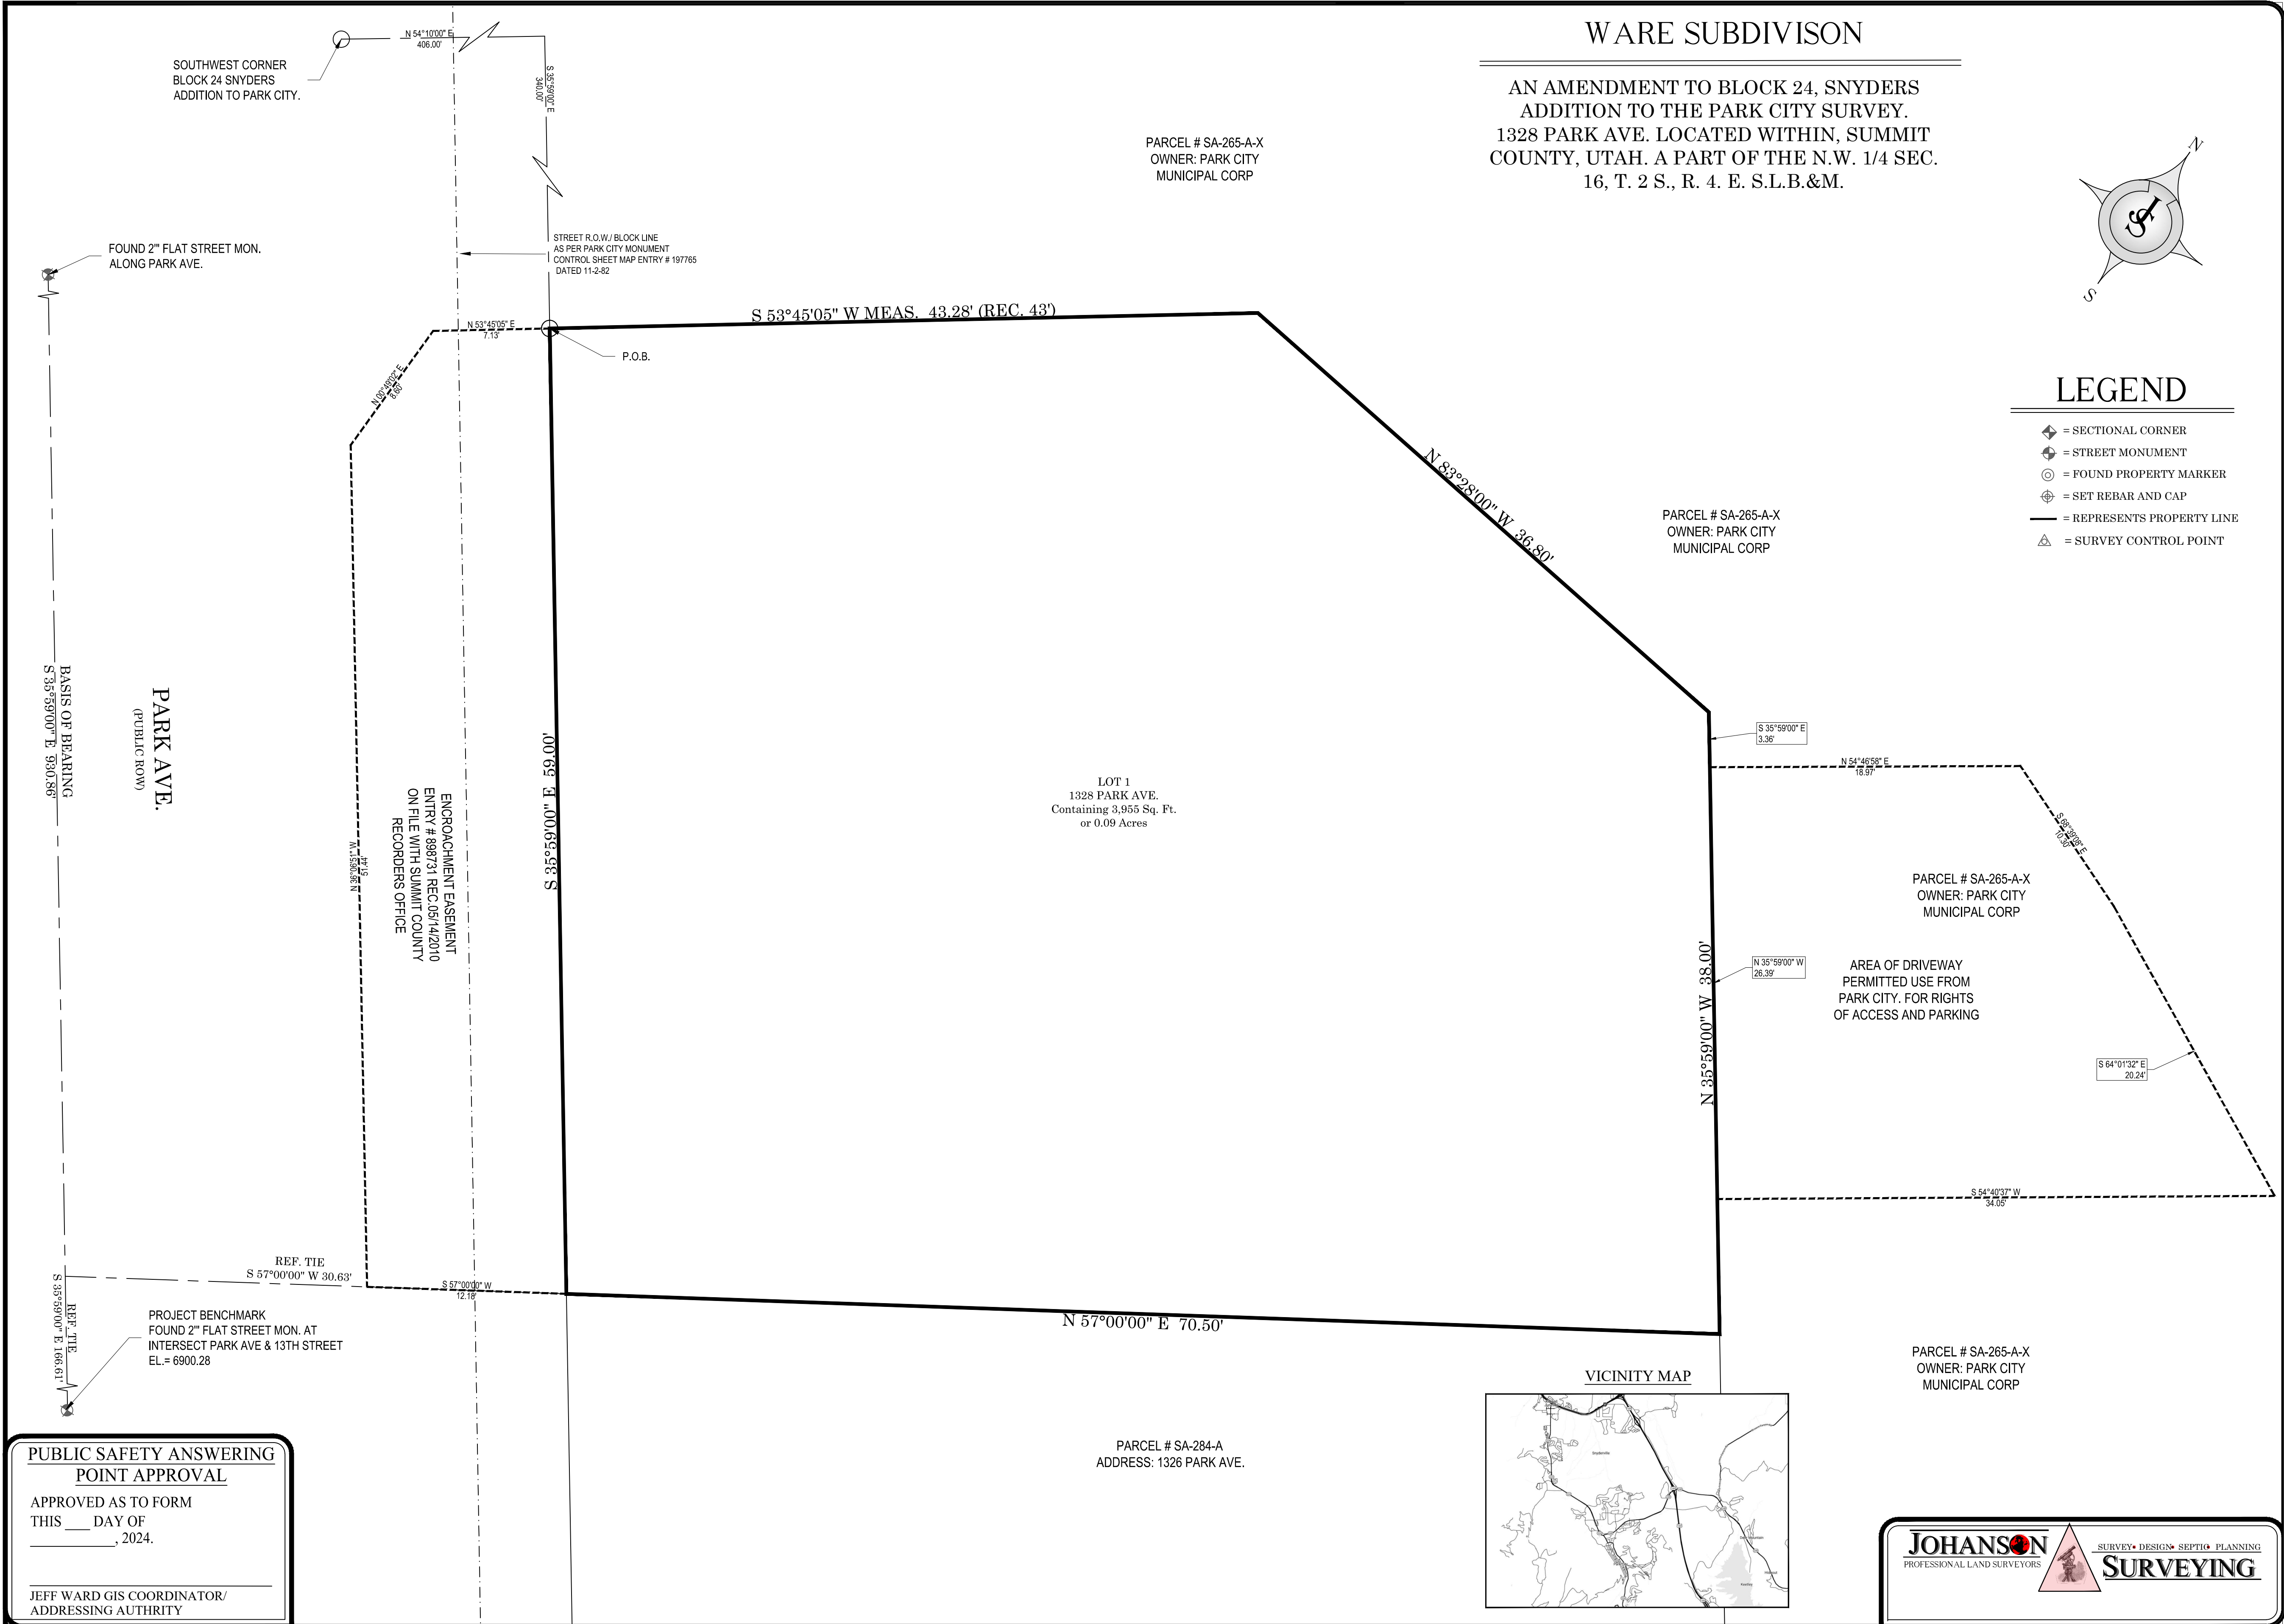 WARE SUBDIVISON
AN AMENDMENT TO BLOCK 24, SNYDERS
ADDITION TO THE PARK CITY SURVEY.
1328 PARK AVE. LOCATED WITHIN, SUMMIT
COUNTY, UTAH. A PART OF THE N.W. 1/4 SEC.
16, T. 2 S., R. 4. E. S.L.B.&M.
N
S
SOUTHWEST CORNER
BLOCK 24 SNYDERS
ADDITION TO PARK CITY.
N 54°10'00" E
406.00'
S 35°59'00" E
340.00'
PARCEL # SA-265-A-X
OWNER: PARK CITY
MUNICIPAL CORP
FOUND 2'" FLAT STREET MON.
ALONG PARK AVE.
STREET R.O.W./ BLOCK LINE
AS PER PARK CITY MONUMENT
CONTROL SHEET MAP ENTRY # 197765
DATED 11-2-82
S 53°45'05" W MEAS. 43.28' (REC. 43')
N 53°45'05" E
7.13'
P.O.B.
N 00°49'02" E
8.60'
LEGEND
= SECTIONAL CORNER
= STREET MONUMENT
= FOUND PROPERTY MARKER
= SET REBAR AND CAP
= REPRESENTS PROPERTY LINE
= SURVEY CONTROL POINT
N 83°28'00" W 36.80'
PARCEL # SA-265-A-X
OWNER: PARK CITY
MUNICIPAL CORP
BASIS OF BEARING
S 35°59'00" E 930.86'
PARK AVE.
(PUBLIC ROW)
N 36°06'51" W
51.44'
ENCROACHMENT EASEMENT
ENTRY # 898731 REC.05/14/2010
ON FILE WITH SUMMIT COUNTY
RECORDERS OFFICE
S 35°59'00" E 59.00'
LOT 1
1328 PARK AVE.
Containing 3,955 Sq. Ft.
or 0.09 Acres
S 35°59'00" E
3.36'
N 54°46'58" E
18.97'
S 68°39'08" E
10.30'
PARCEL # SA-265-A-X
OWNER: PARK CITY
MUNICIPAL CORP
N 35°59'00" W 38.00'
N 35°59'00" W
26.39'
AREA OF DRIVEWAY
PERMITTED USE FROM
PARK CITY. FOR RIGHTS
OF ACCESS AND PARKING
S 64°01'32" E
20.24'
S 54°40'37" W
34.05'
REF. TIE
S 57°00'00" W 30.63'
S 57°00'00" W
12.18'
REF. TIE
S 35°59'00" E 166.61'
PROJECT BENCHMARK
FOUND 2'" FLAT STREET MON. AT
INTERSECT PARK AVE & 13TH STREET
EL.= 6900.28
N 57°00'00" E 70.50'
PARCEL # SA-265-A-X
OWNER: PARK CITY
MUNICIPAL CORP
VICINITY MAP
PARCEL # SA-284-A
ADDRESS: 1326 PARK AVE.
PUBLIC SAFETY ANSWERING
POINT APPROVAL
APPROVED AS TO FORM
THIS ___ DAY OF
___________, 2024.
JEFF WARD GIS COORDINATOR/
ADDRESSING AUTHRITY
JOHANSON
PROFESSIONAL LAND SURVEYORS
SURVEY• DESIGN• SEPTIC• PLANNING
SURVEYING